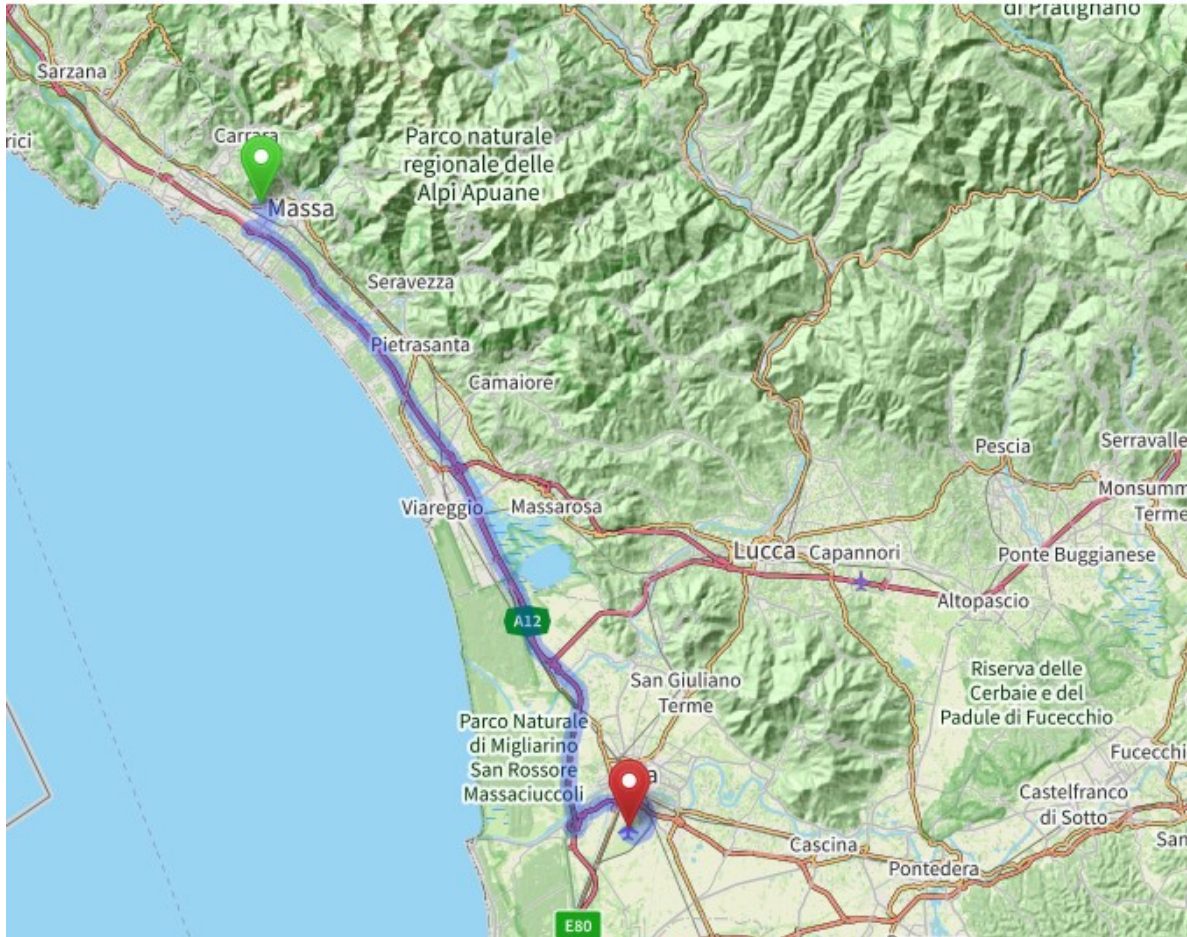 di Pratignano
Sarzana
rici
Carrara
Parco naturale
regionale delle
Alpi Apuane
Massa
Seravezza
Pietrasanta
Camaiore
Pescia
Serravalle
Monsumm
Terme
Viareggio
Massarosa
Lucca
Capannori
Ponte Buggianese
Altopascio
A12
San Giuliano
Terme
Riserva delle
Cerbaie e del
Padule di Fucecchio
Parco Naturale
di Migliarino
San Rossore
Massaciuccoli
Fucecchi
a
Castelfranco
di Sotto
Cascina
San
Pontedera
E80